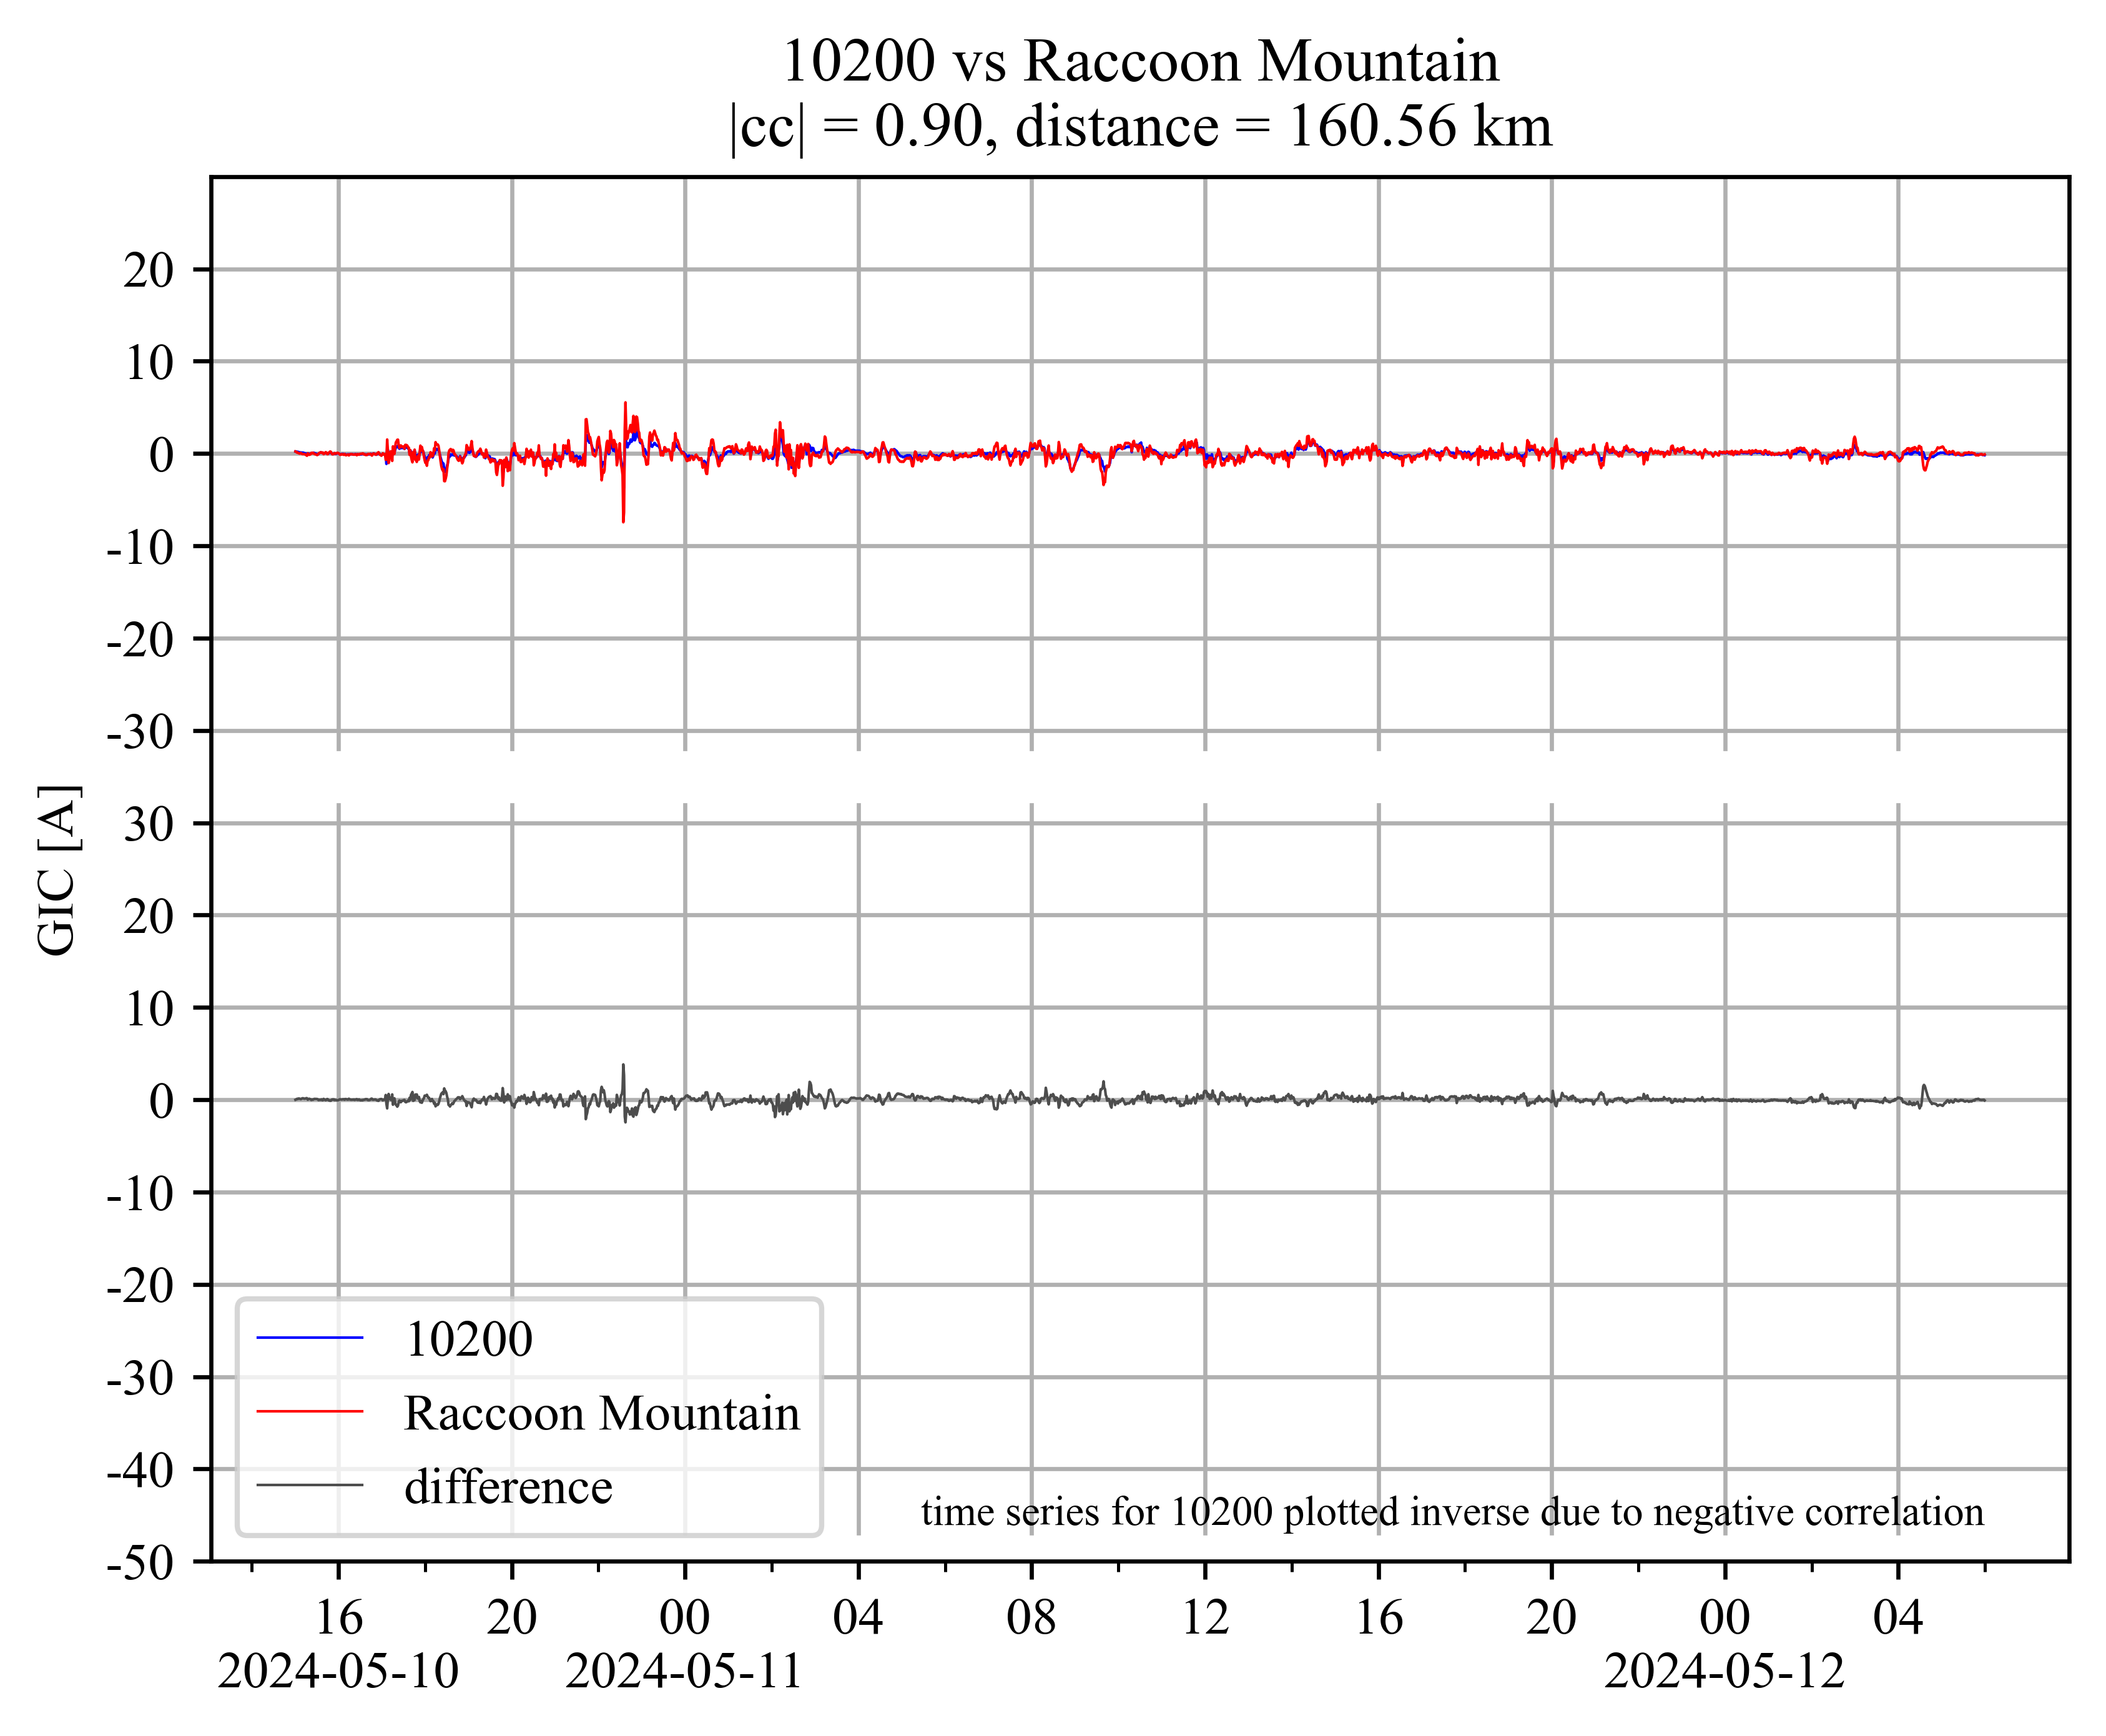 10200 vs Raccoon Mountain
|cc| = 0.90, distance = 160.56 km
20
10
0
-10
-20
-30
30
20
10
0
-10
-20
-30
-40
-50
GIC [A]
10200
Raccoon Mountain
difference
time series for 10200 plotted inverse due to negative correlation
16 20 00 04 08 12 16 20 00 04
2024-05-10 2024-05-11 2024-05-12